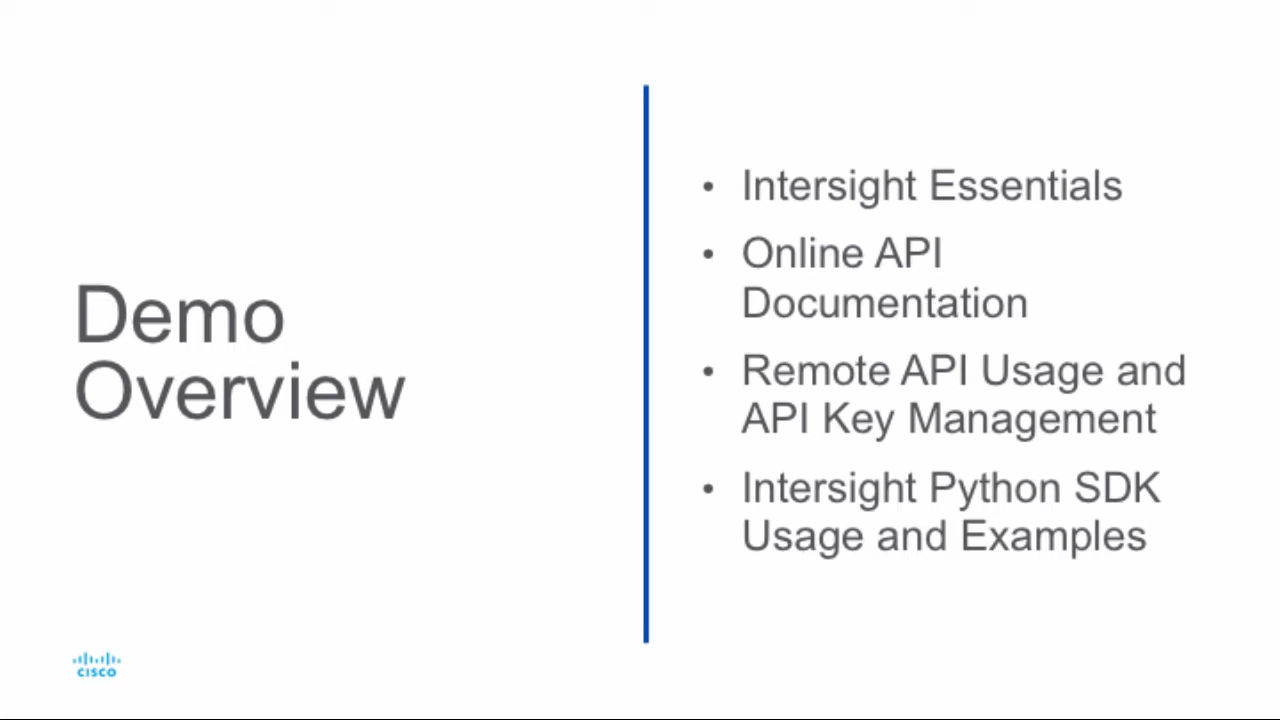 Demo
Overview
• Intersight Essentials
• Online API
Documentation
• Remote API Usage and
API Key Management
• Intersight Python SDK
Usage and Examples
CISCO